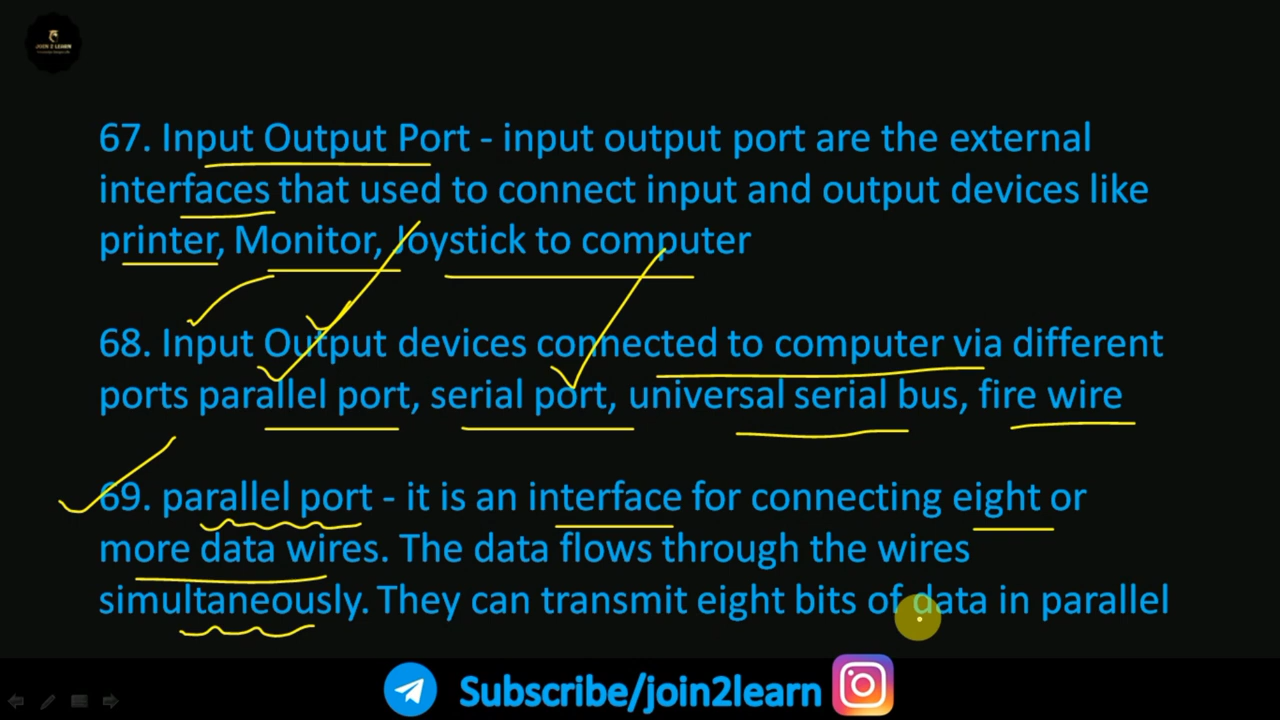 JOIN 2 LEARN
67. Input Output Port - input output port are the external
interfaces that used to connect input and output devices like
printer, Monitor, Joystick to computer
68. Input Output devices connected to computer via different
ports parallel port, serial port, universal serial bus, fire wire
69. parallel port - it is an interface for connecting eight or
more data wires. The data flows through the wires
simultaneously. They can transmit eight bits of data in parallel
Subscribe/join2learn